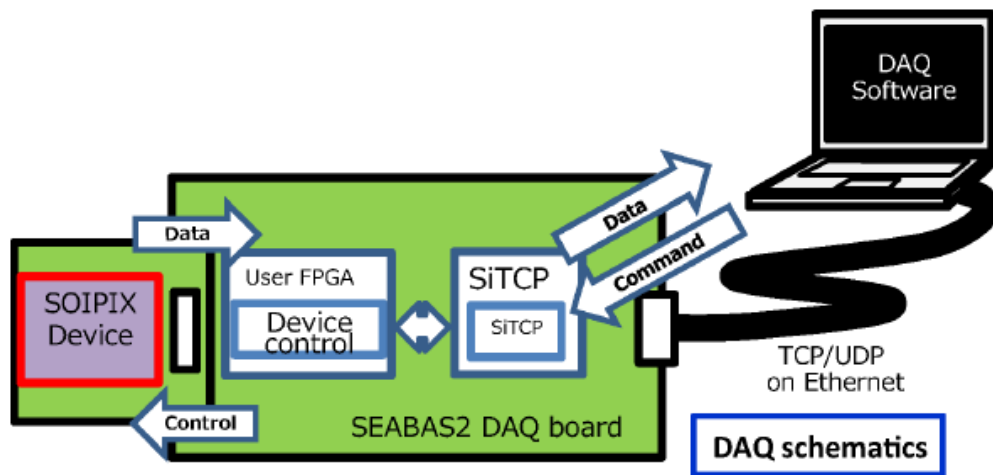 DAQ
Software
Data
Data
Command
User FPGA
Device
control
SiTCP
SiTCP
SOIPIX
Device
Control
SEABAS2 DAQ board
TCP/UDP
on Ethernet
DAQ schematics